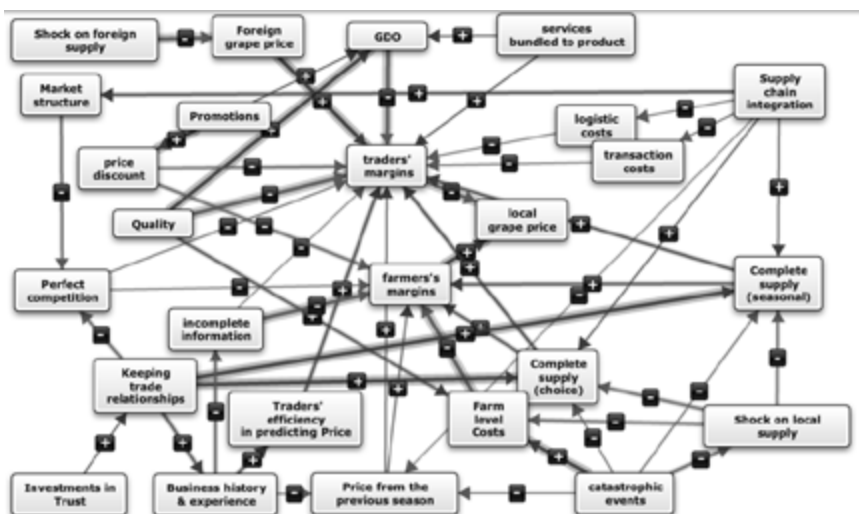 Shock on foreign
supply
Foreign
grape price
GDO
services
bundled to product
Market
structure
Promotions
Supply
chain
integration
logistic
costs
transaction
costs
price
discount
traders'
margins
Quality
local
grape price
Perfect
competition
farmers's
margins
Complete
supply
(seasonal)
incomplete
information
Keeping
trade
relationships
Complete
supply
(choice)
Traders'
efficiency
in predicting Price
Farm
level
Costs
Shock on local
supply
Investments in
Trust
Business history
& experience
Price from the
previous season
catastrophic
events